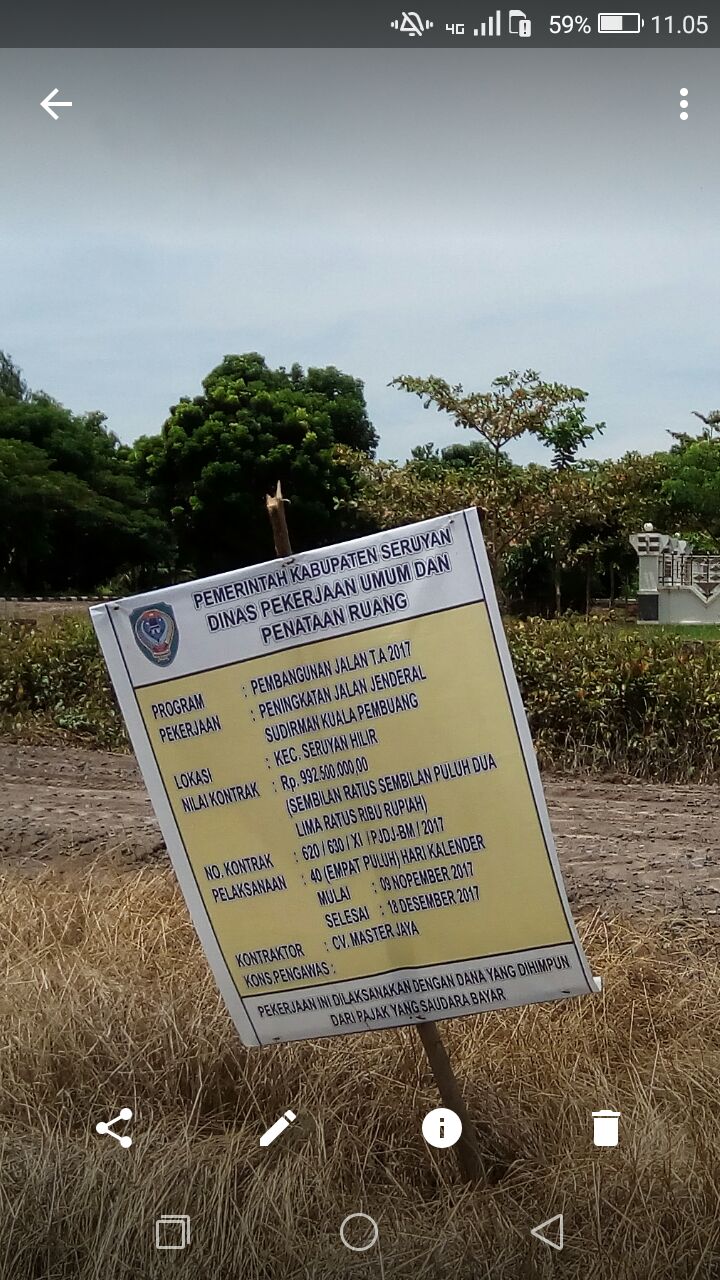 4G 59% 11.05
PEMERINTAH KABUPATEN SERUYAN
DINAS PEKERJAAN UMUM DAN
PENATAAN RUANG
PROGRAM : PEMBANGUNAN JALAN T.A 2017
PEKERJAAN : PENINGKATAN JALAN JENDERAL
SUDIRMAN KUALA PEMBUANG
LOKASI : KEC. SERUYAN HILIR
NILAI KONTRAK : Rp. 992.500.000,00
(SEMBILAN RATUS SEMBILAN PULUH DUA
LIMA RATUS RIBU RUPIAH)
NO. KONTRAK : 620 / 630 / XI / PJDJ-BM / 2017
PELAKSANAAN : 40 (EMPAT PULUH) HARI KALENDER
MULAI : 09 NOPEMBER 2017
SELESAI : 18 DESEMBER 2017
KONTRAKTOR : CV. MASTER JAYA
KONS.PENGAWAS :
PEKERJAAN INI DILAKSANAKAN DENGAN DANA YANG DIHIMPUN
DARI PAJAK YANG SAUDARA BAYAR